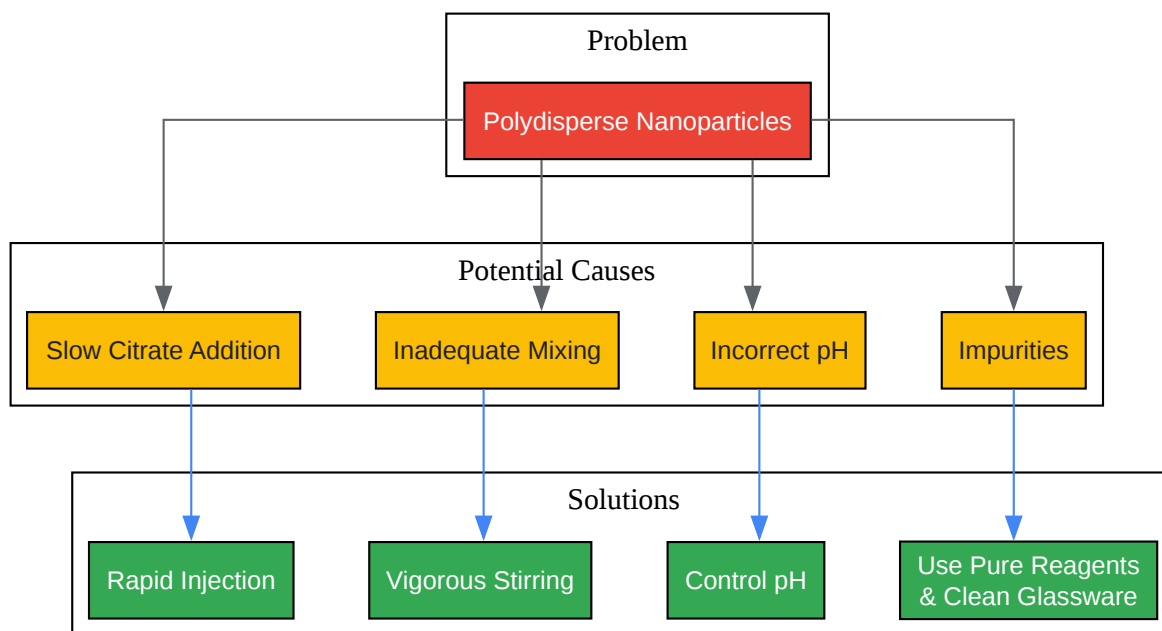 Problem
Polydisperse Nanoparticles
Potential Causes
Slow Citrate Addition
Inadequate Mixing
Incorrect pH
Impurities
Solutions
Rapid Injection
Vigorous Stirring
Control pH
Use Pure Reagents
& Clean Glassware